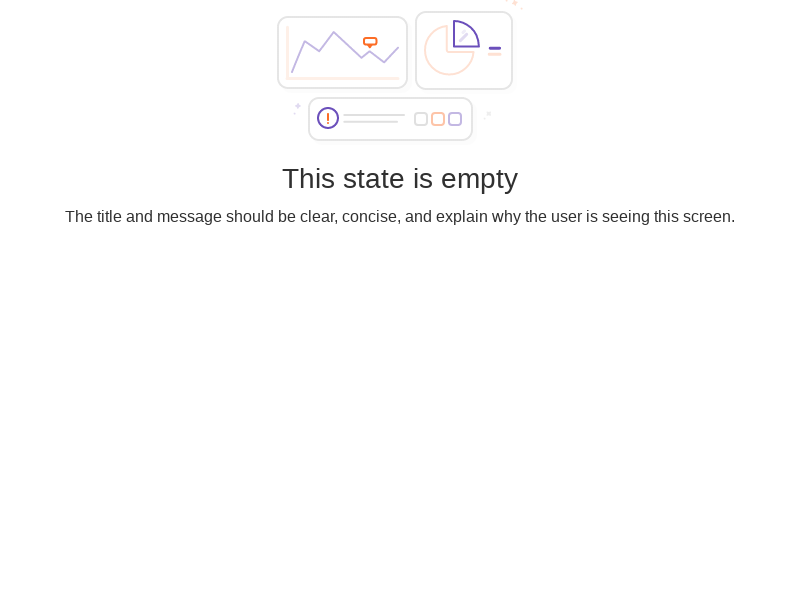 This state is empty
The title and message should be clear, concise, and explain why the user is seeing this screen.